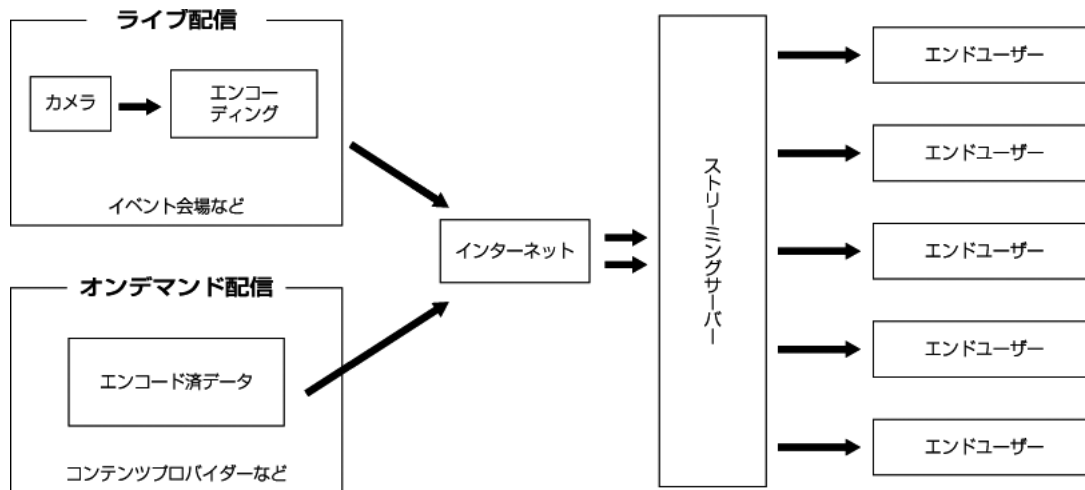 ライブ配信
カメラ
エンコー
ディング
イベント会場など
オンデマンド配信
エンコード済データ
コンテンツプロバイダーなど
インターネット
ストリーミングサーバー
エンドユーザー
エンドユーザー
エンドユーザー
エンドユーザー
エンドユーザー